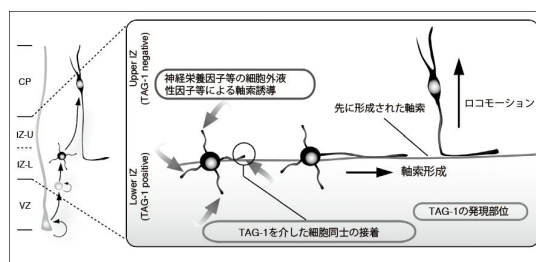 CP
IZ-U
IZ-L
VZ
Upper IZ
(TAG-1 negative)
Lower IZ
(TAG-1 positive)
神経栄養因子等の細胞外液
性因子等による軸索誘導
先に形成された軸索
ロコモーション
軸索形成
TAG-1の発現部位
TAG-1を介した細胞同士の接着